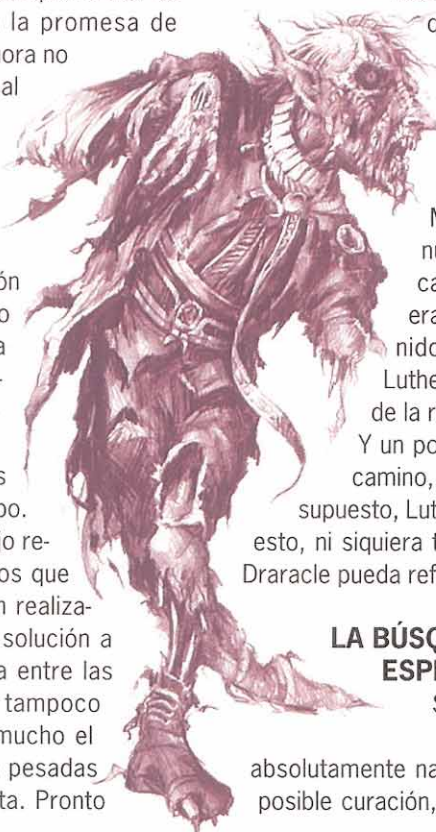 la promesa de
ora no
al
ón
o
a
-
s
po.
jo re-
os que
n realiza-
solución a
a entre las
tampoco
mucho el
pesadas
ta. Pronto
c
M
nu
ca
era
nido
Luthe
de la r
Y un po
camino,
supuesto, Lut
esto, ni siquiera t
Draracle pueda ref
LA BÚSQ
ESPE
S
absolutamente na
posible curación,